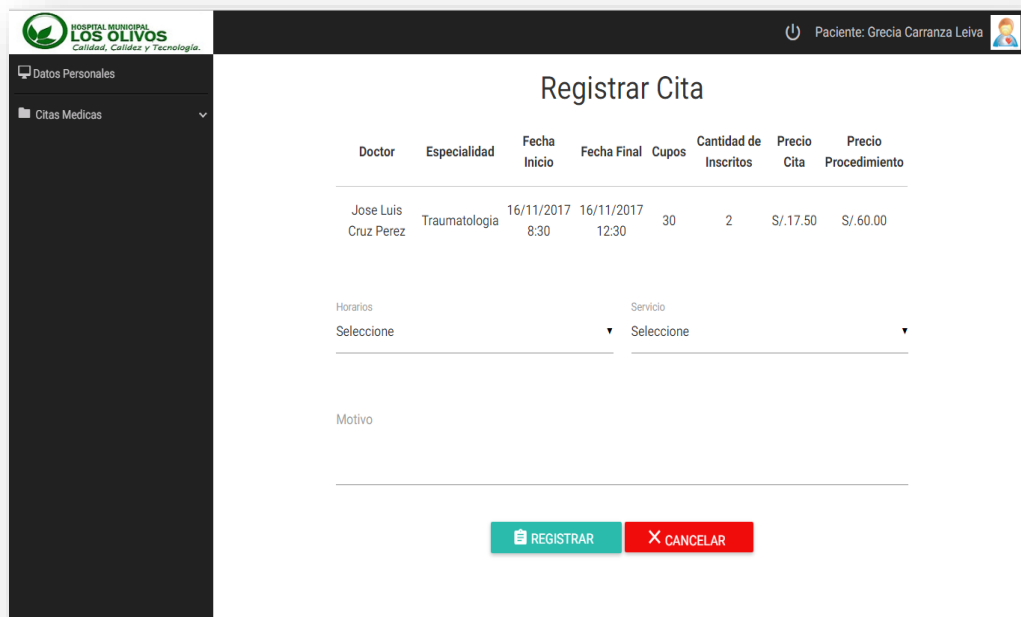 HOSPITAL MUNICIPAL
LOS OLIVOS
Calidad, Calidez y Tecnología.
Paciente: Grecia Carranza Leiva
Datos Personales
Citas Medicas
Registrar Cita
Doctor Especialidad Fecha Inicio Fecha Final Cupos Cantidad de Inscritos Precio Cita Precio Procedimiento
Jose Luis Cruz Perez Traumatologia 16/11/2017 8:30 16/11/2017 12:30 30 2 S/.17.50 S/.60.00
Horarios Servicio
Seleccione Seleccione
Motivo
REGISTRAR CANCELAR